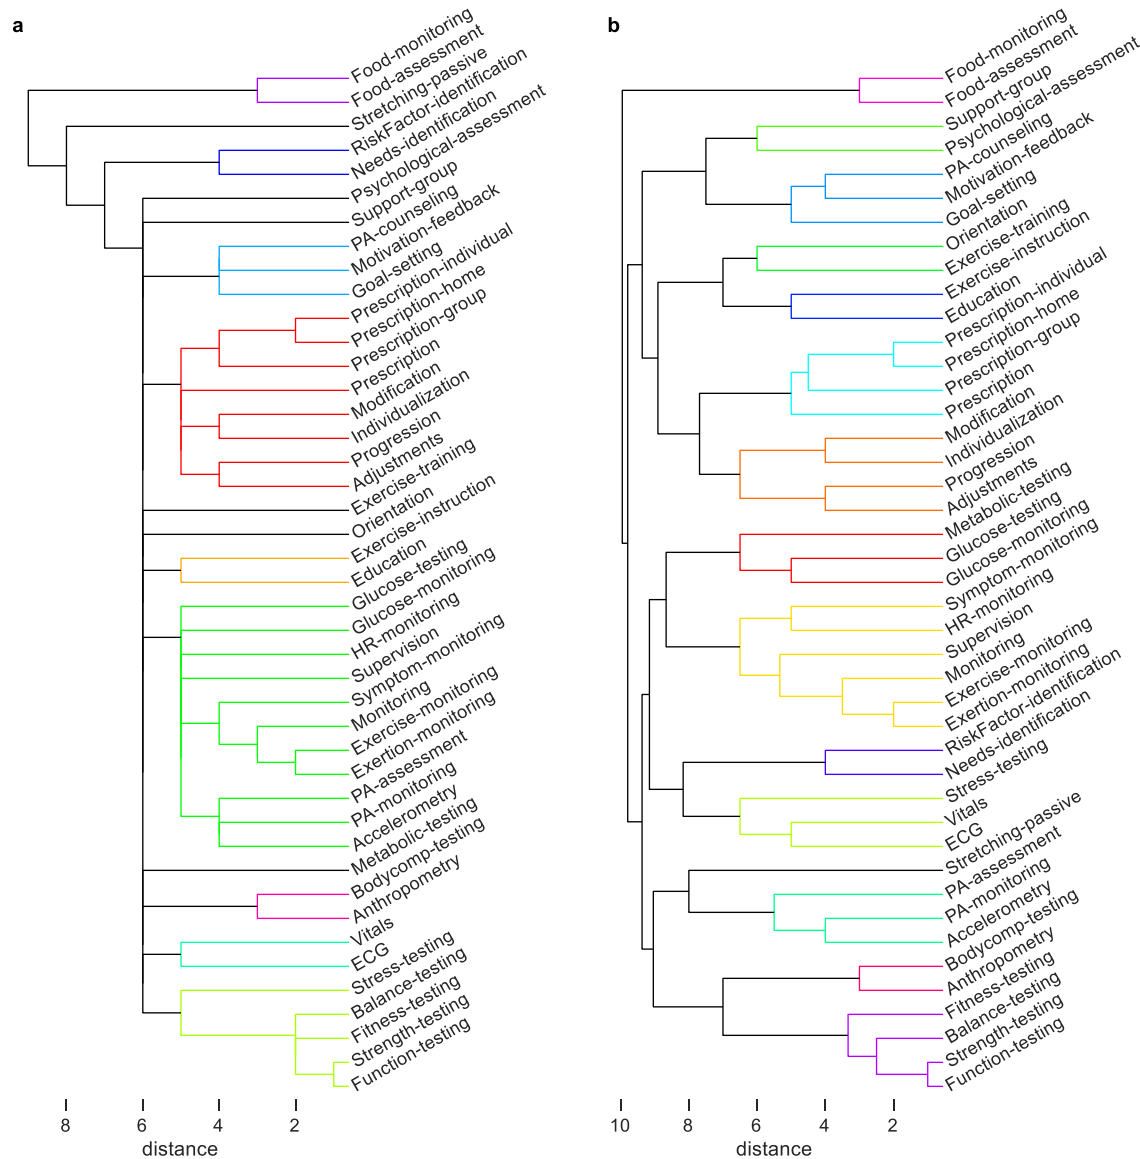 a
Food-monitoring
Food-assessment
Stretching-passive
RiskFactor-identification
Needs-identification
Psychological-assessment
Support-group
PA-counseling
Motivation-feedback
Goal-setting
Prescription-individual
Prescription-home
Prescription-group
Prescription
Modification
Individualization
Progression
Adjustments
Exercise-training
Orientation
Exercise-instruction
Education
Glucose-testing
Glucose-monitoring
HR-monitoring
Supervision
Symptom-monitoring
Monitoring
Exercise-monitoring
Exertion-monitoring
PA-assessment
PA-monitoring
Accelerometry
Metabolic-testing
Bodycomp-testing
Anthropometry
Vitals
ECG
Stress-testing
Balance-testing
Fitness-testing
Strength-testing
Function-testing
8 6 4 2
distance
b
Food-monitoring
Food-assessment
Support-group
Psychological-assessment
PA-counseling
Motivation-feedback
Goal-setting
Orientation
Exercise-training
Exercise-instruction
Education
Prescription-individual
Prescription-home
Prescription-group
Prescription
Modification
Individualization
Progression
Adjustments
Metabolic-testing
Glucose-testing
Glucose-monitoring
Symptom-monitoring
HR-monitoring
Supervision
Monitoring
Exercise-monitoring
Exertion-monitoring
RiskFactor-identification
Needs-identification
Stress-testing
Vitals
ECG
Stretching-passive
PA-assessment
PA-monitoring
Accelerometry
Bodycomp-testing
Anthropometry
Fitness-testing
Balance-testing
Strength-testing
Function-testing
10 8 6 4 2
distance